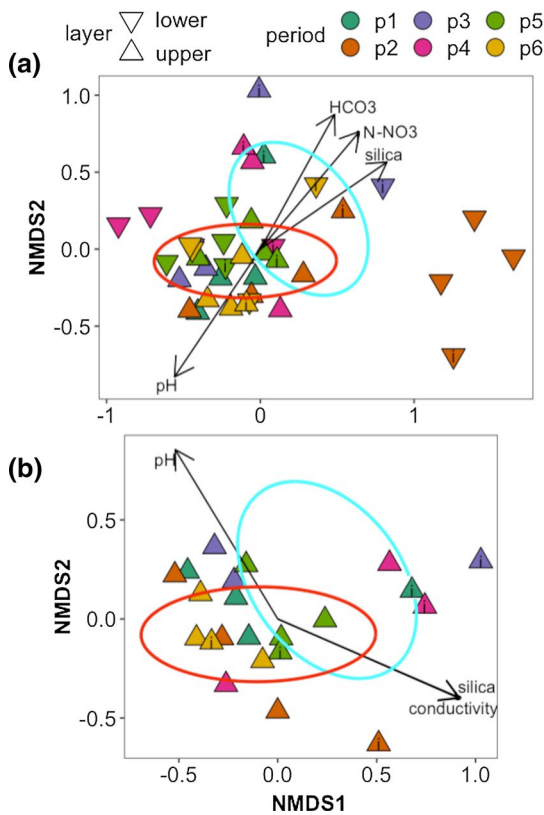 layer lower upper
period p1 p2 p3 p4 p5 p6
(a)
HCO3
N-NO3
silica
pH
NMDS2
1.0
0.5
0.0
-0.5
-1 0 1
(b)
pH
silica
conductivity
NMDS2
0.5
0.0
-0.5
-0.5 0.0 0.5 1.0
NMDS1